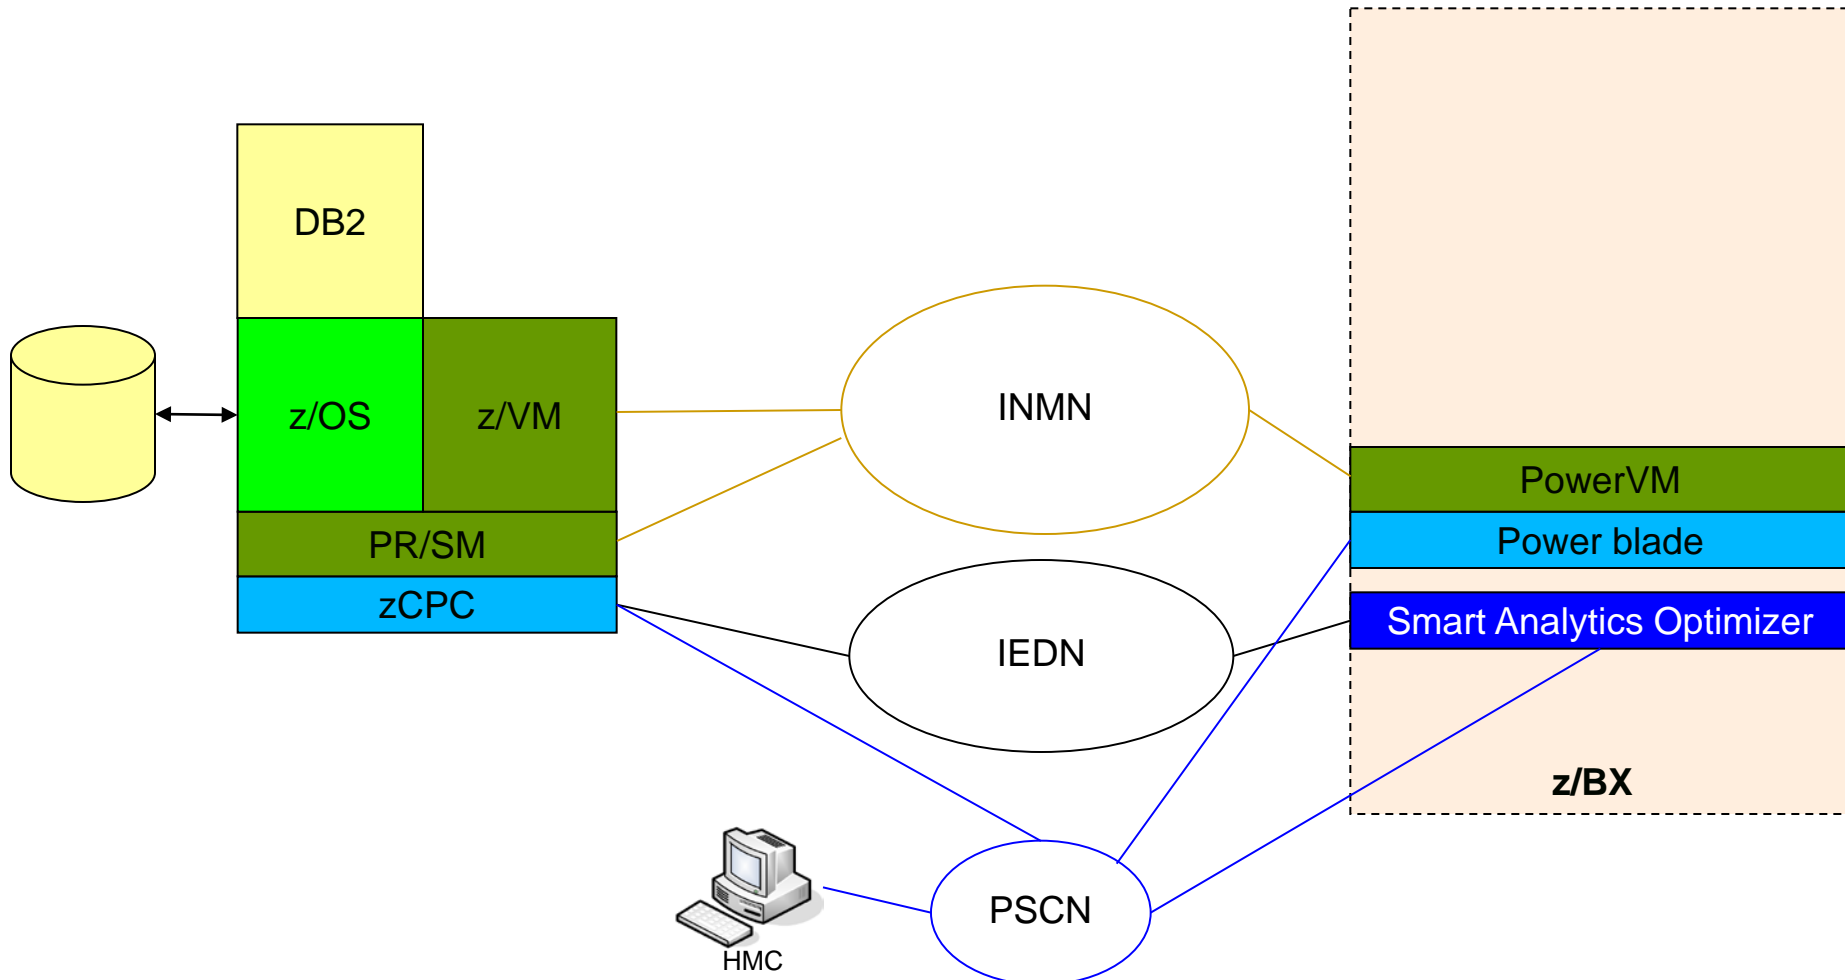 DB2
z/OS
z/VM
PR/SM
zCPC
INMN
IEDN
PSCN
HMC
PowerVM
Power blade
Smart Analytics Optimizer
z/BX